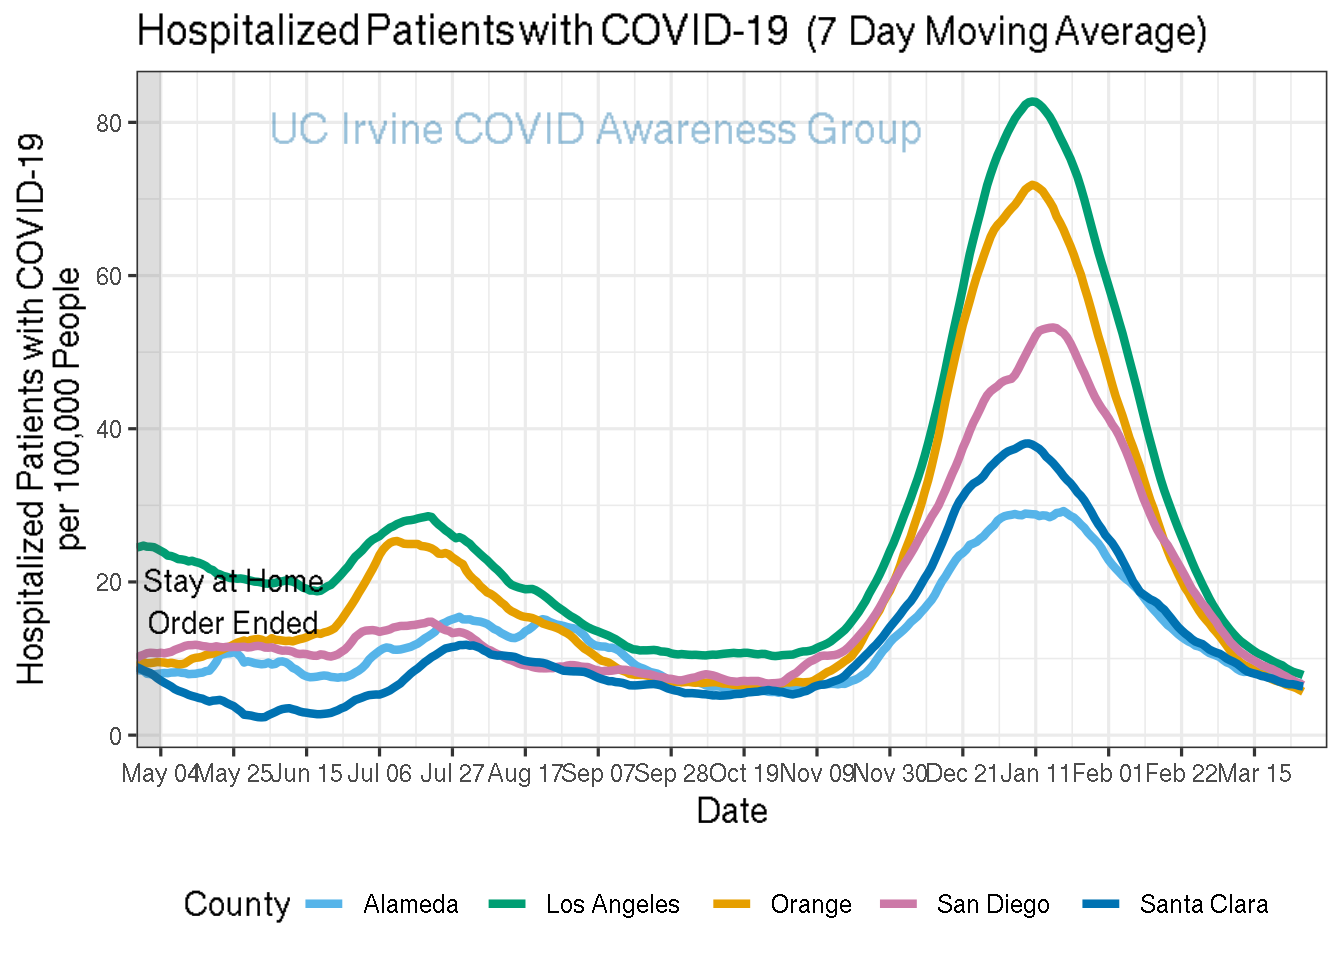 Hospitalized Patients with COVID-19 (7 Day Moving Average)
UC Irvine COVID Awareness Group
Hospitalized Patients with COVID-19
per 100,000 People
80
60
40
20
0
Stay at Home
Order Ended
May 04 May 25 Jun 15 Jul 06 Jul 27 Aug 17 Sep 07 Sep 28 Oct 19 Nov 09 Nov 30 Dec 21 Jan 11 Feb 01 Feb 22 Mar 15
Date
County Alameda Los Angeles Orange San Diego Santa Clara